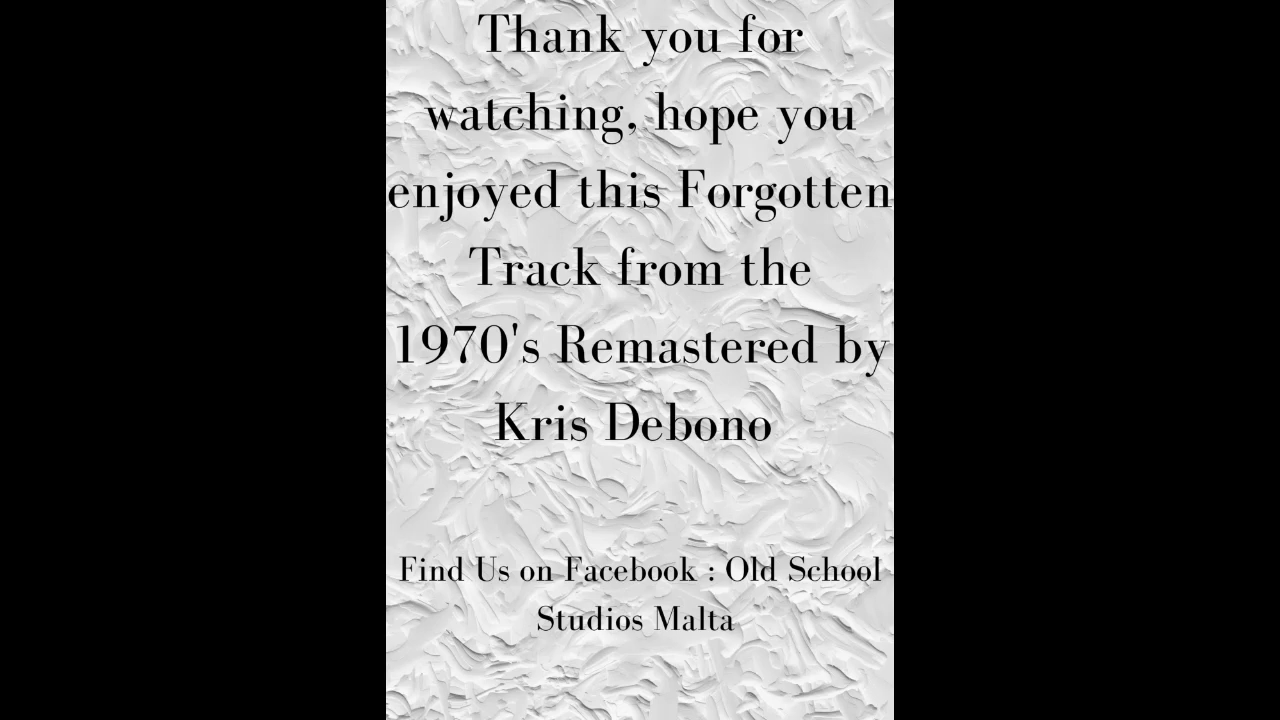 Thank you for
watching, hope you
enjoyed this Forgotten
Track from the
1970's Remastered by
Kris Debono
Find Us on Facebook : Old School
Studios Malta